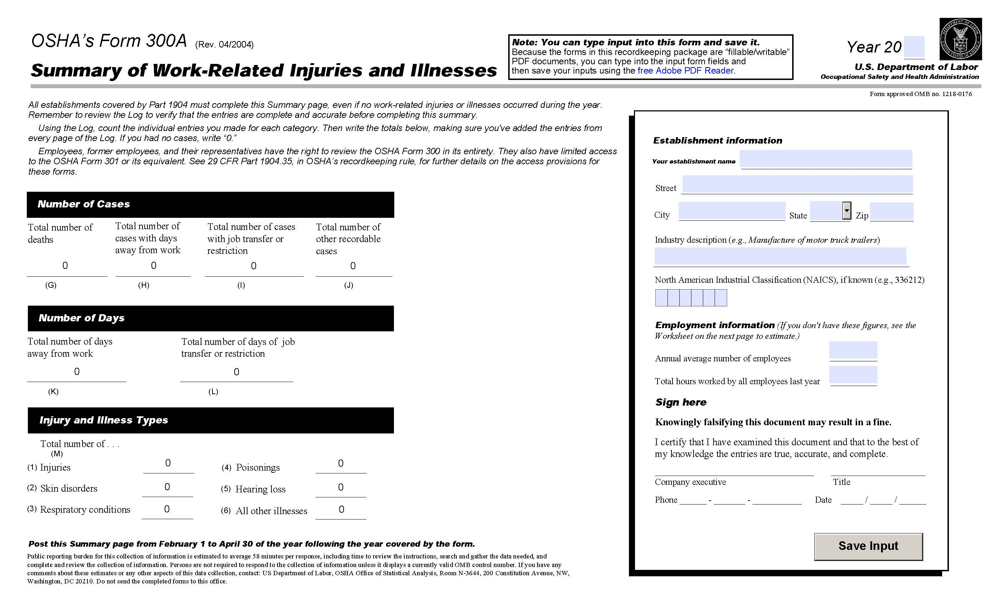 OSHA’s Form 300A (Rev. 04/2004)
Summary of Work-Related Injuries and Illnesses
Note: You can type input into this form and save it.
Because the forms in this recordkeeping package are “fillable/writable”
PDF documents, you can type into the input form fields and
then save your inputs using the free Adobe PDF Reader.
Year 20
DEPARTMENT OF LABOR
UNITED STATES OF AMERICA
U.S. Department of Labor
Occupational Safety and Health Administration
Form approved OMB no. 1218-0176
All establishments covered by Part 1904 must complete this Summary page, even if no work-related injuries or illnesses occurred during the year.
Remember to review the Log to verify that the entries are complete and accurate before completing this summary.
Using the Log, count the individual entries you made for each category. Then write the totals below, making sure you've added the entries from
every page of the Log. If you had no cases, write “0.”
Employees, former employees, and their representatives have the right to review the OSHA Form 300 in its entirety. They also have limited access
to the OSHA Form 301 or its equivalent. See 29 CFR Part 1904.35, in OSHA’s recordkeeping rule, for further details on the access provisions for
these forms.
Number of Cases
Total number of
deaths
0
(G)
Total number of
cases with days
away from work
0
(H)
Total number of cases
with job transfer or
restriction
0
(I)
Total number of
other recordable
cases
0
(J)
Number of Days
Total number of days
away from work
0
(K)
Total number of days of job
transfer or restriction
0
(L)
Injury and Illness Types
Total number of . . .
(M)
(1) Injuries 0
(2) Skin disorders 0
(3) Respiratory conditions 0
(4) Poisonings 0
(5) Hearing loss 0
(6) All other illnesses 0
Post this Summary page from February 1 to April 30 of the year following the year covered by the form.
Public reporting burden for this collection of information is estimated to average 58 minutes per response, including time to review the instructions, search and gather the data needed, and
complete and review the collection of information. Persons are not required to respond to the collection of information unless it displays a currently valid OMB control number. If you have any
comments about these estimates or any other aspects of this data collection, contact: US Department of Labor, OSHA Office of Statistical Analysis, Room N-3644, 200 Constitution Avenue, NW,
Washington, DC 20210. Do not send the completed forms to this office.
Establishment information
Your establishment name
Street
City State Zip
Industry description (e.g., Manufacture of motor truck trailers)
North American Industrial Classification (NAICS), if known (e.g., 336212)
Employment information (If you don't have these figures, see the
Worksheet on the next page to estimate.)
Annual average number of employees
Total hours worked by all employees last year
Sign here
Knowingly falsifying this document may result in a fine.
I certify that I have examined this document and that to the best of
my knowledge the entries are true, accurate, and complete.
Company executive Title
Phone - - Date / /
Save Input